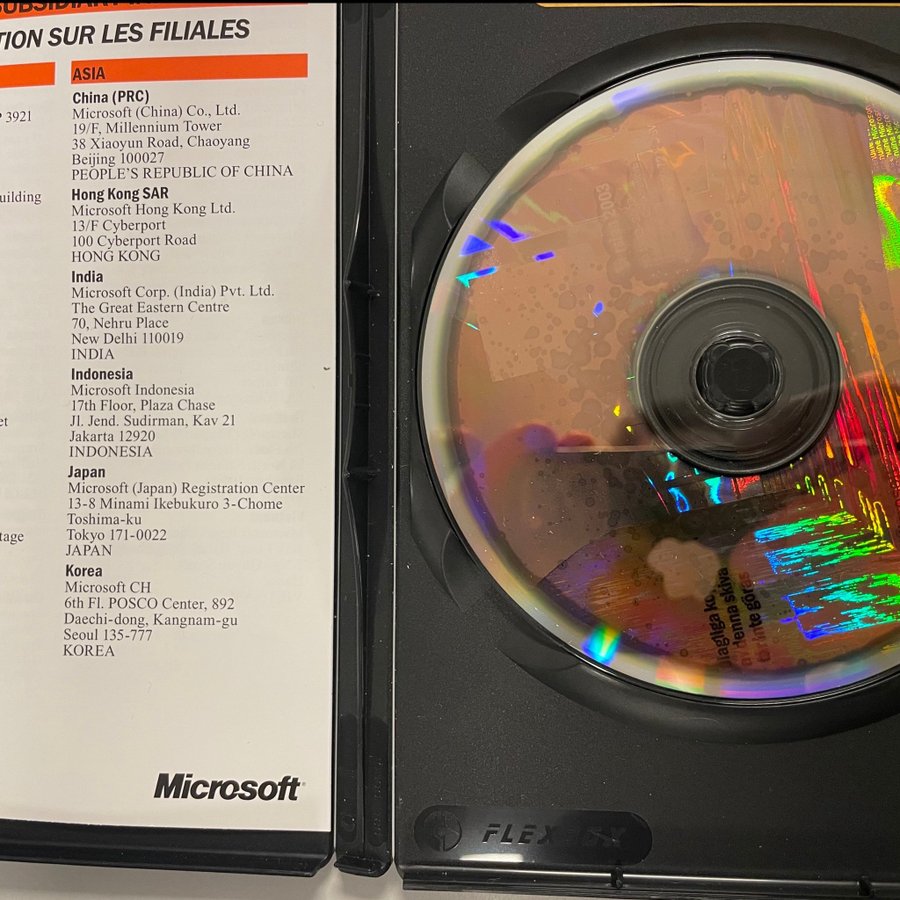 TION SUR LES FILIALES
3921
uilding
et
tage
ASIA
China (PRC)
Microsoft (China) Co., Ltd.
19/F, Millennium Tower
38 Xiaoyun Road, Chaoyang
Beijing 100027
PEOPLE'S REPUBLIC OF CHINA
Hong Kong SAR
Microsoft Hong Kong Ltd.
13/F Cyberport
100 Cyberport Road
HONG KONG
India
Microsoft Corp. (India) Pvt. Ltd.
The Great Eastern Centre
70, Nehru Place
New Delhi 110019
INDIA
Indonesia
Microsoft Indonesia
17th Floor, Plaza Chase
Jl. Jend. Sudirman, Kav 21
Jakarta 12920
INDONESIA
Japan
Microsoft (Japan) Registration Center
13-8 Minami Ikebukuro 3-Chome
Toshima-ku
Tokyo 171-0022
JAPAN
Korea
Microsoft CH
6th Fl. POSCO Center, 892
Daechi-dong, Kangnam-gu
Seoul 135-777
KOREA
Microsoft
2003
denna skiva
inte göras